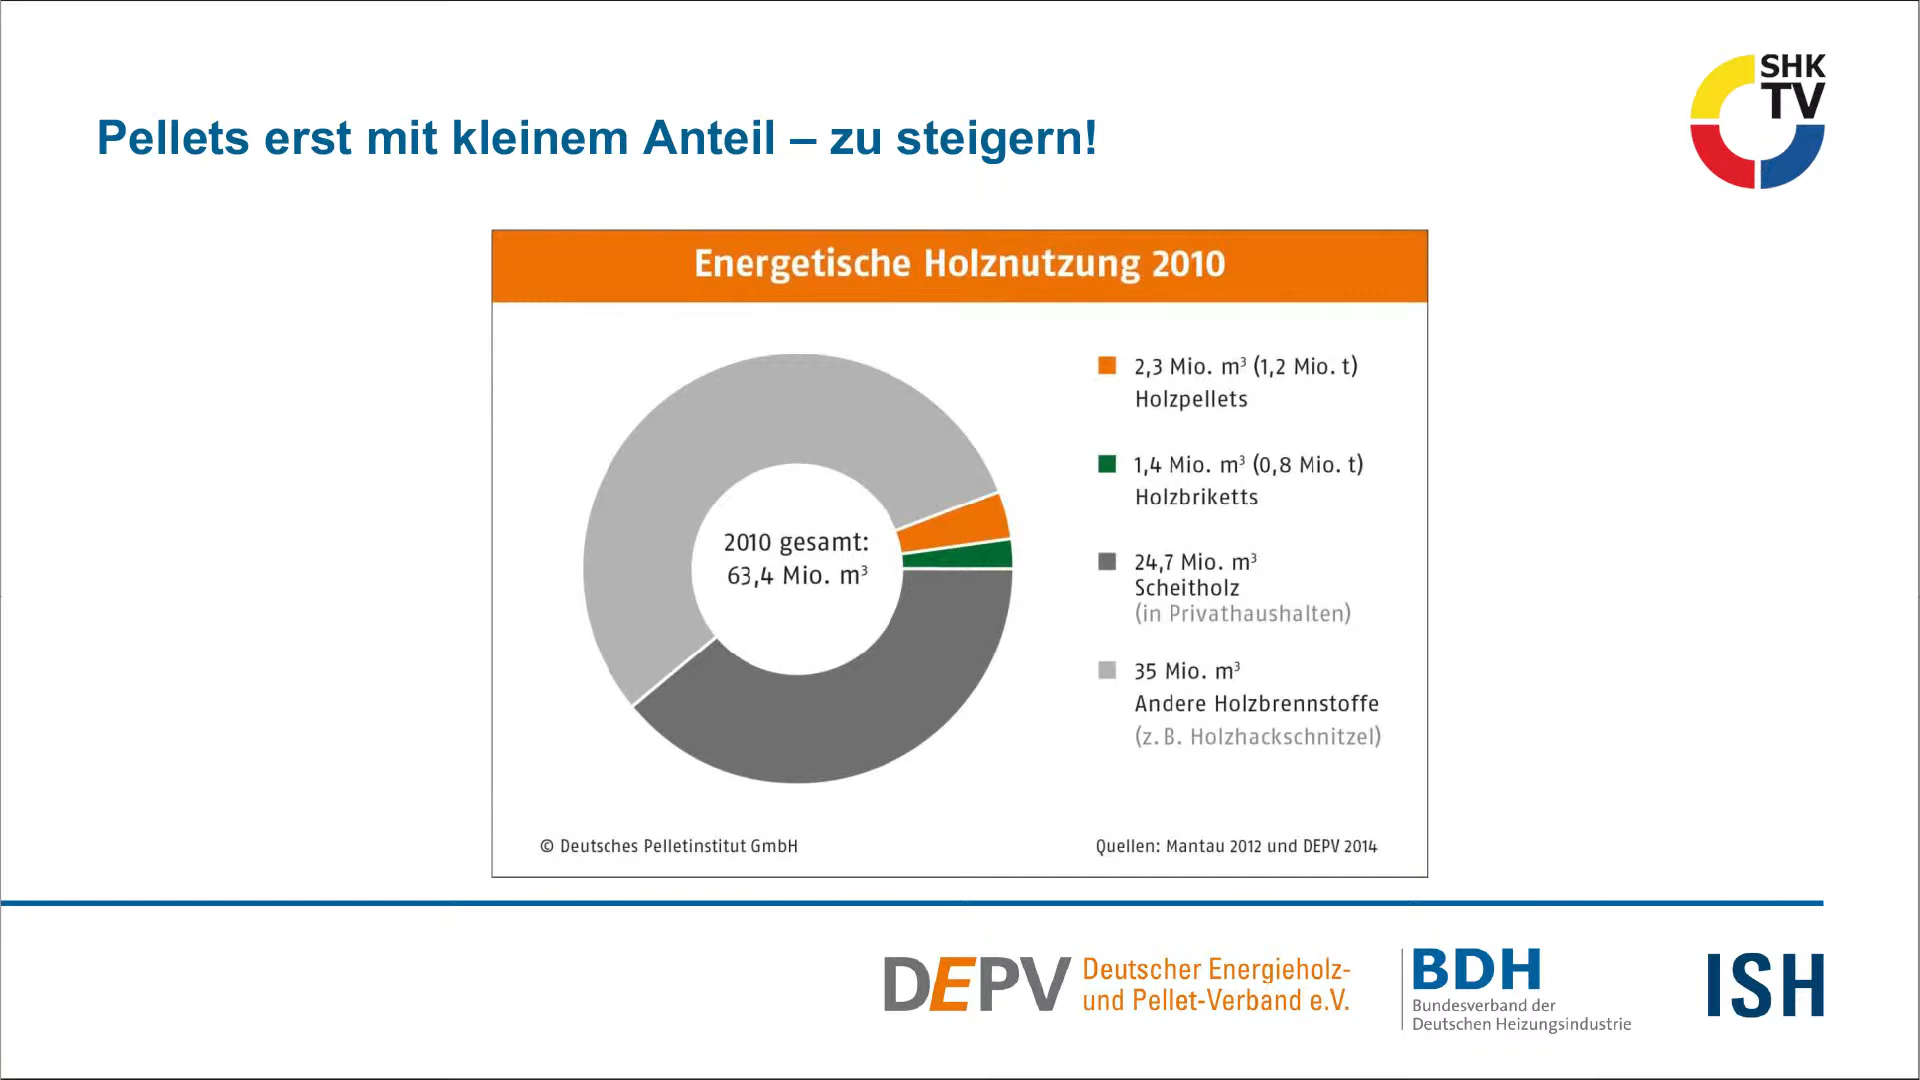 SHK
TV
Pellets erst mit kleinem Anteil – zu steigern!
Energetische Holznutzung 2010
2010 gesamt:
63,4 Mio. m³
2,3 Mio. m³ (1,2 Mio. t)
Holzpellets
1,4 Mio. m³ (0,8 Mio. t)
Holzbriketts
24,7 Mio. m³
Scheitholz
(in Privathaushalten)
35 Mio. m³
Andere Holzbrennstoffe
(z. B. Holzhackschnitzel)
© Deutsches Pelletinstitut GmbH
Quellen: Mantau 2012 und DEPV 2014
DEPV
Deutscher Energieholz-
und Pellet-Verband e.V.
BDH
Bundesverband der
Deutschen Heizungsindustrie
ISH